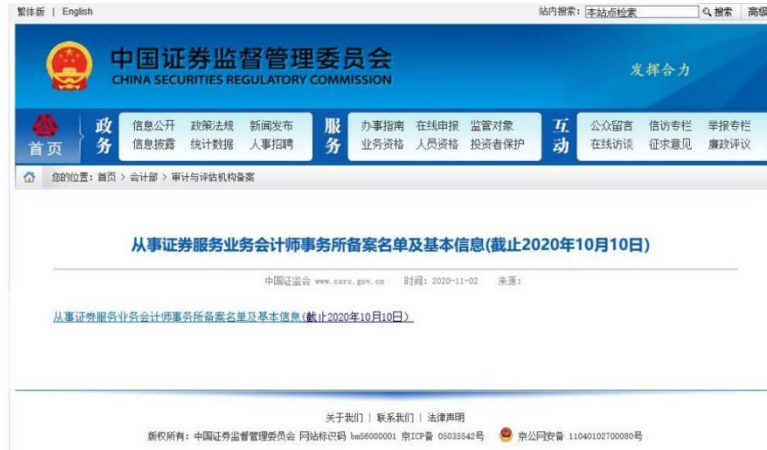 繁体版 | English 站内搜索: 本站点检索 搜索 高级
中国证券监督管理委员会
CHINA SECURITIES REGULATORY COMMISSION
发挥合力
首页
政务
信息公开 政策法规 新闻发布
信息披露 统计数据 人事招聘
服务
办事指南 在线申报 监管对象
业务资格 人员资格 投资者保护
互动
公众留言 信访专栏 举报专栏
在线访谈 征求意见 廉政评议
您的位置: 首页 > 会计部 > 审计与评估机构备案
从事证券服务业务会计师事务所备案名单及基本信息(截止2020年10月10日)
中国证监会 www.csrc.gov.cn 时间: 2020-11-02 来源:
从事证券服务业务会计师事务所备案名单及基本信息(截止2020年10月10日)
关于我们 | 联系我们 | 法律声明
版权所有: 中国证券监督管理委员会 网站标识码 bm56000001 京ICP备 05035542号 京公网安备 11040102700080号